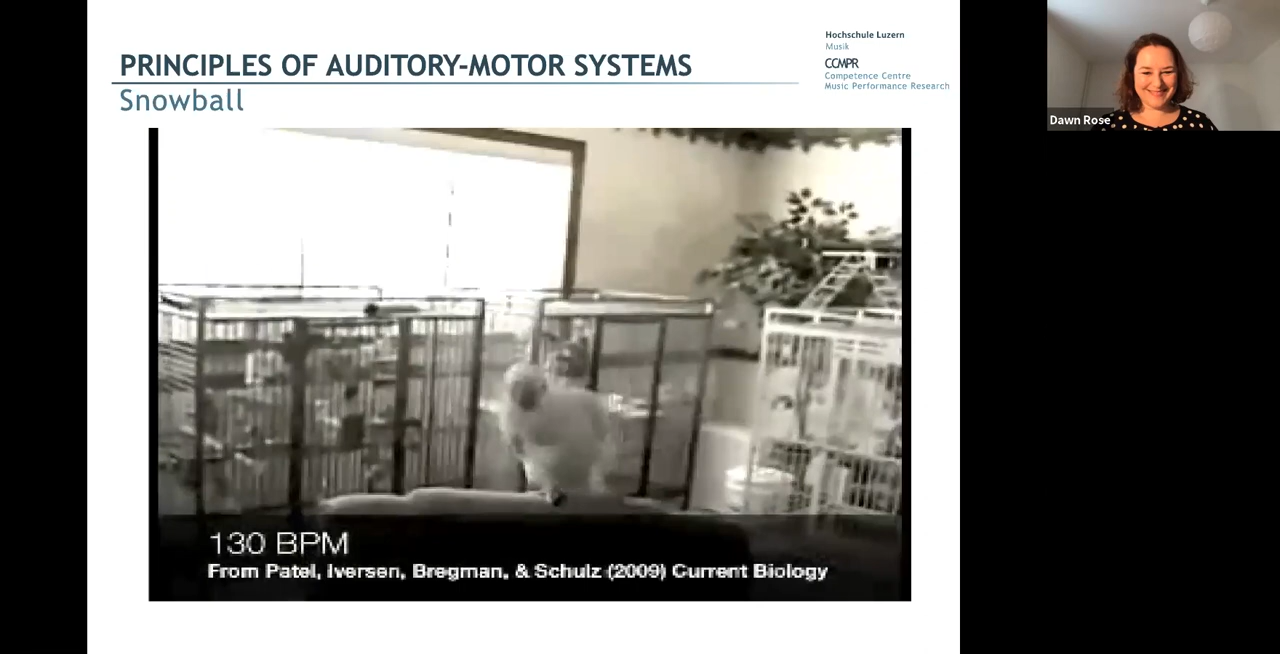 PRINCIPLES OF AUDITORY-MOTOR SYSTEMS
Snowball
Hochschule Luzern
Musik
CCMPR
Competence Centre
Music Performance Research
130 BPM
From Patel, Iversen, Bregman, & Schulz (2009) Current Biology
Dawn Rose